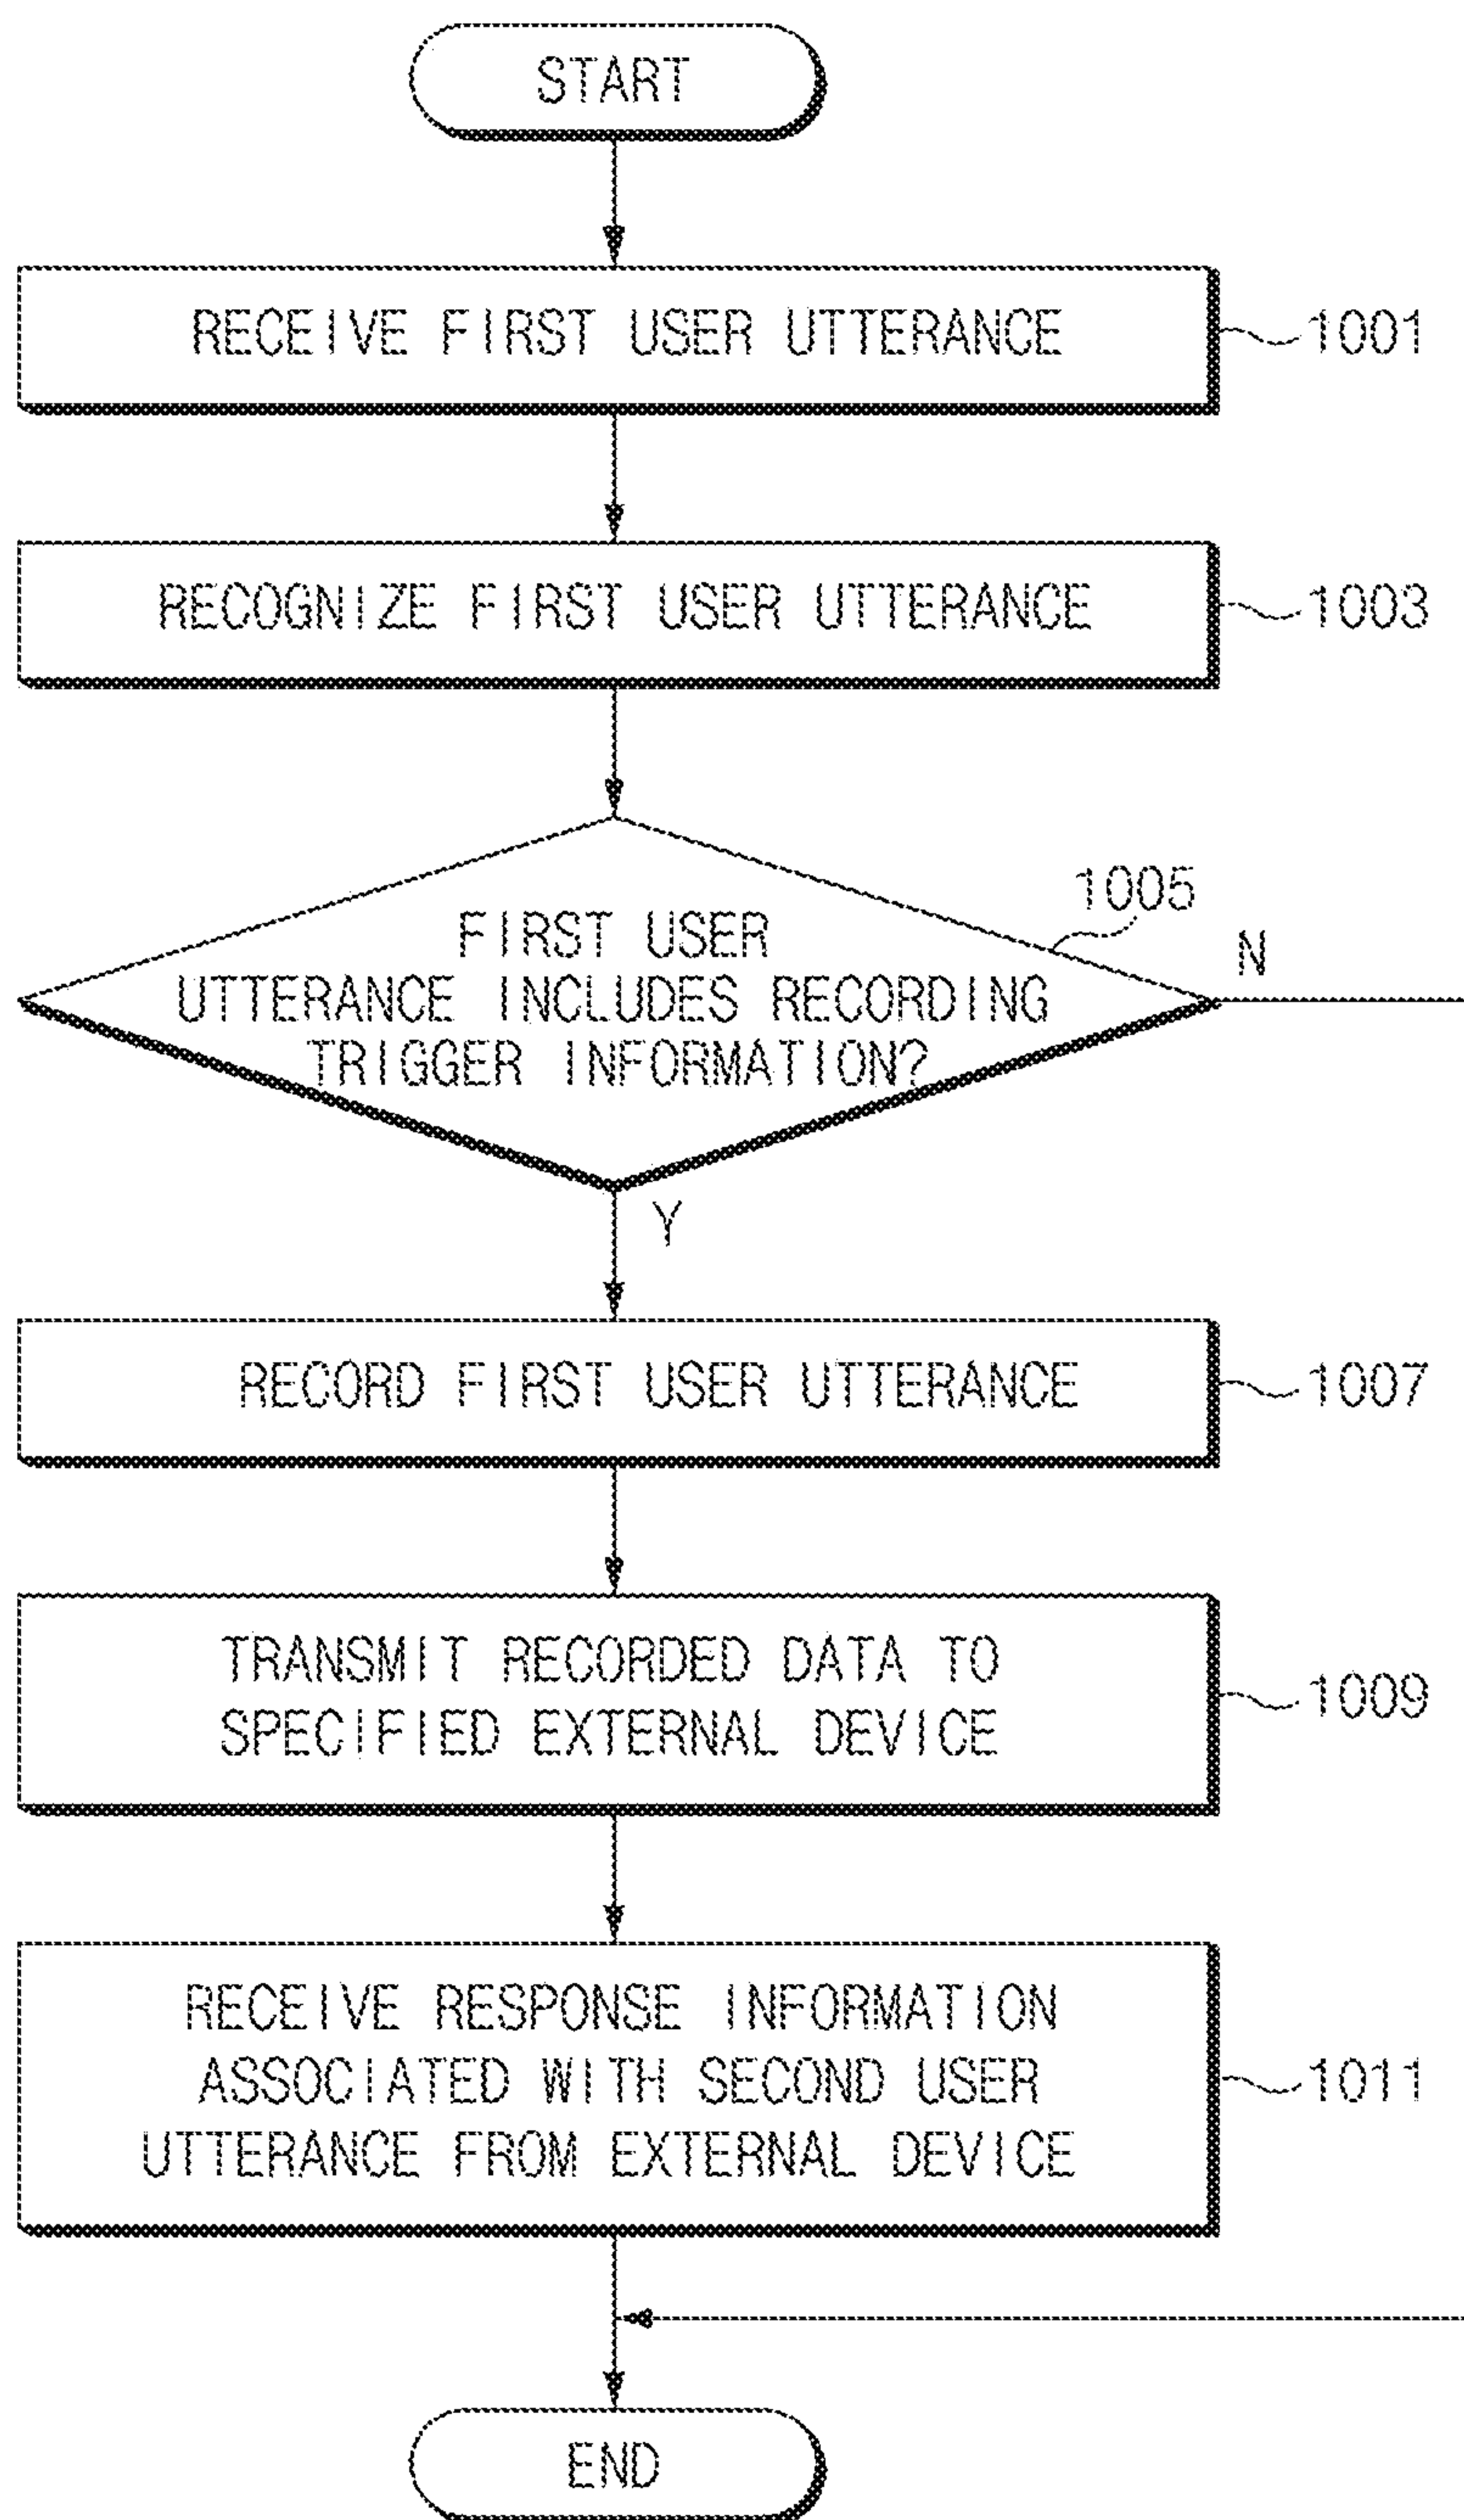 START
RECEIVE FIRST USER UTTERANCE
1001
RECOGNIZE FIRST USER UTTERANCE
1003
1005
FIRST USER
UTTERANCE INCLUDES RECORDING
TRIGGER INFORMATION?
N
Y
RECORD FIRST USER UTTERANCE
1007
TRANSMIT RECORDED DATA TO
SPECIFIED EXTERNAL DEVICE
1009
RECEIVE RESPONSE INFORMATION
ASSOCIATED WITH SECOND USER
UTTERANCE FROM EXTERNAL DEVICE
1011
END